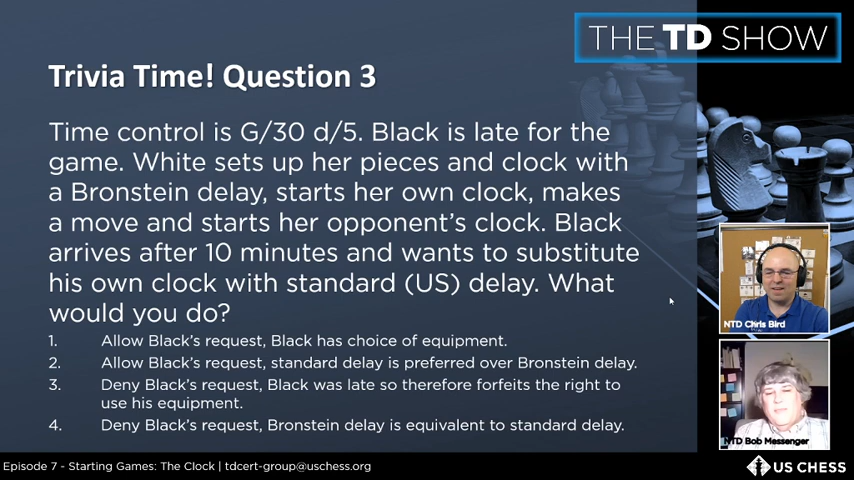 THE TD SHOW
Trivia Time! Question 3
Time control is G/30 d/5. Black is late for the
game. White sets up her pieces and clock with
a Bronstein delay, starts her own clock, makes
a move and starts her opponent's clock. Black
arrives after 10 minutes and wants to substitute
his own clock with standard (US) delay. What
would you do?
1. Allow Black's request, Black has choice of equipment.
2. Allow Black's request, standard delay is preferred over Bronstein delay.
3. Deny Black's request, Black was late so therefore forfeits the right to
use his equipment.
4. Deny Black's request, Bronstein delay is equivalent to standard delay.
NTD Chris Bird
NTD Bob Messenger
Episode 7 - Starting Games: The Clock | tdcert-group@uschess.org
US CHESS